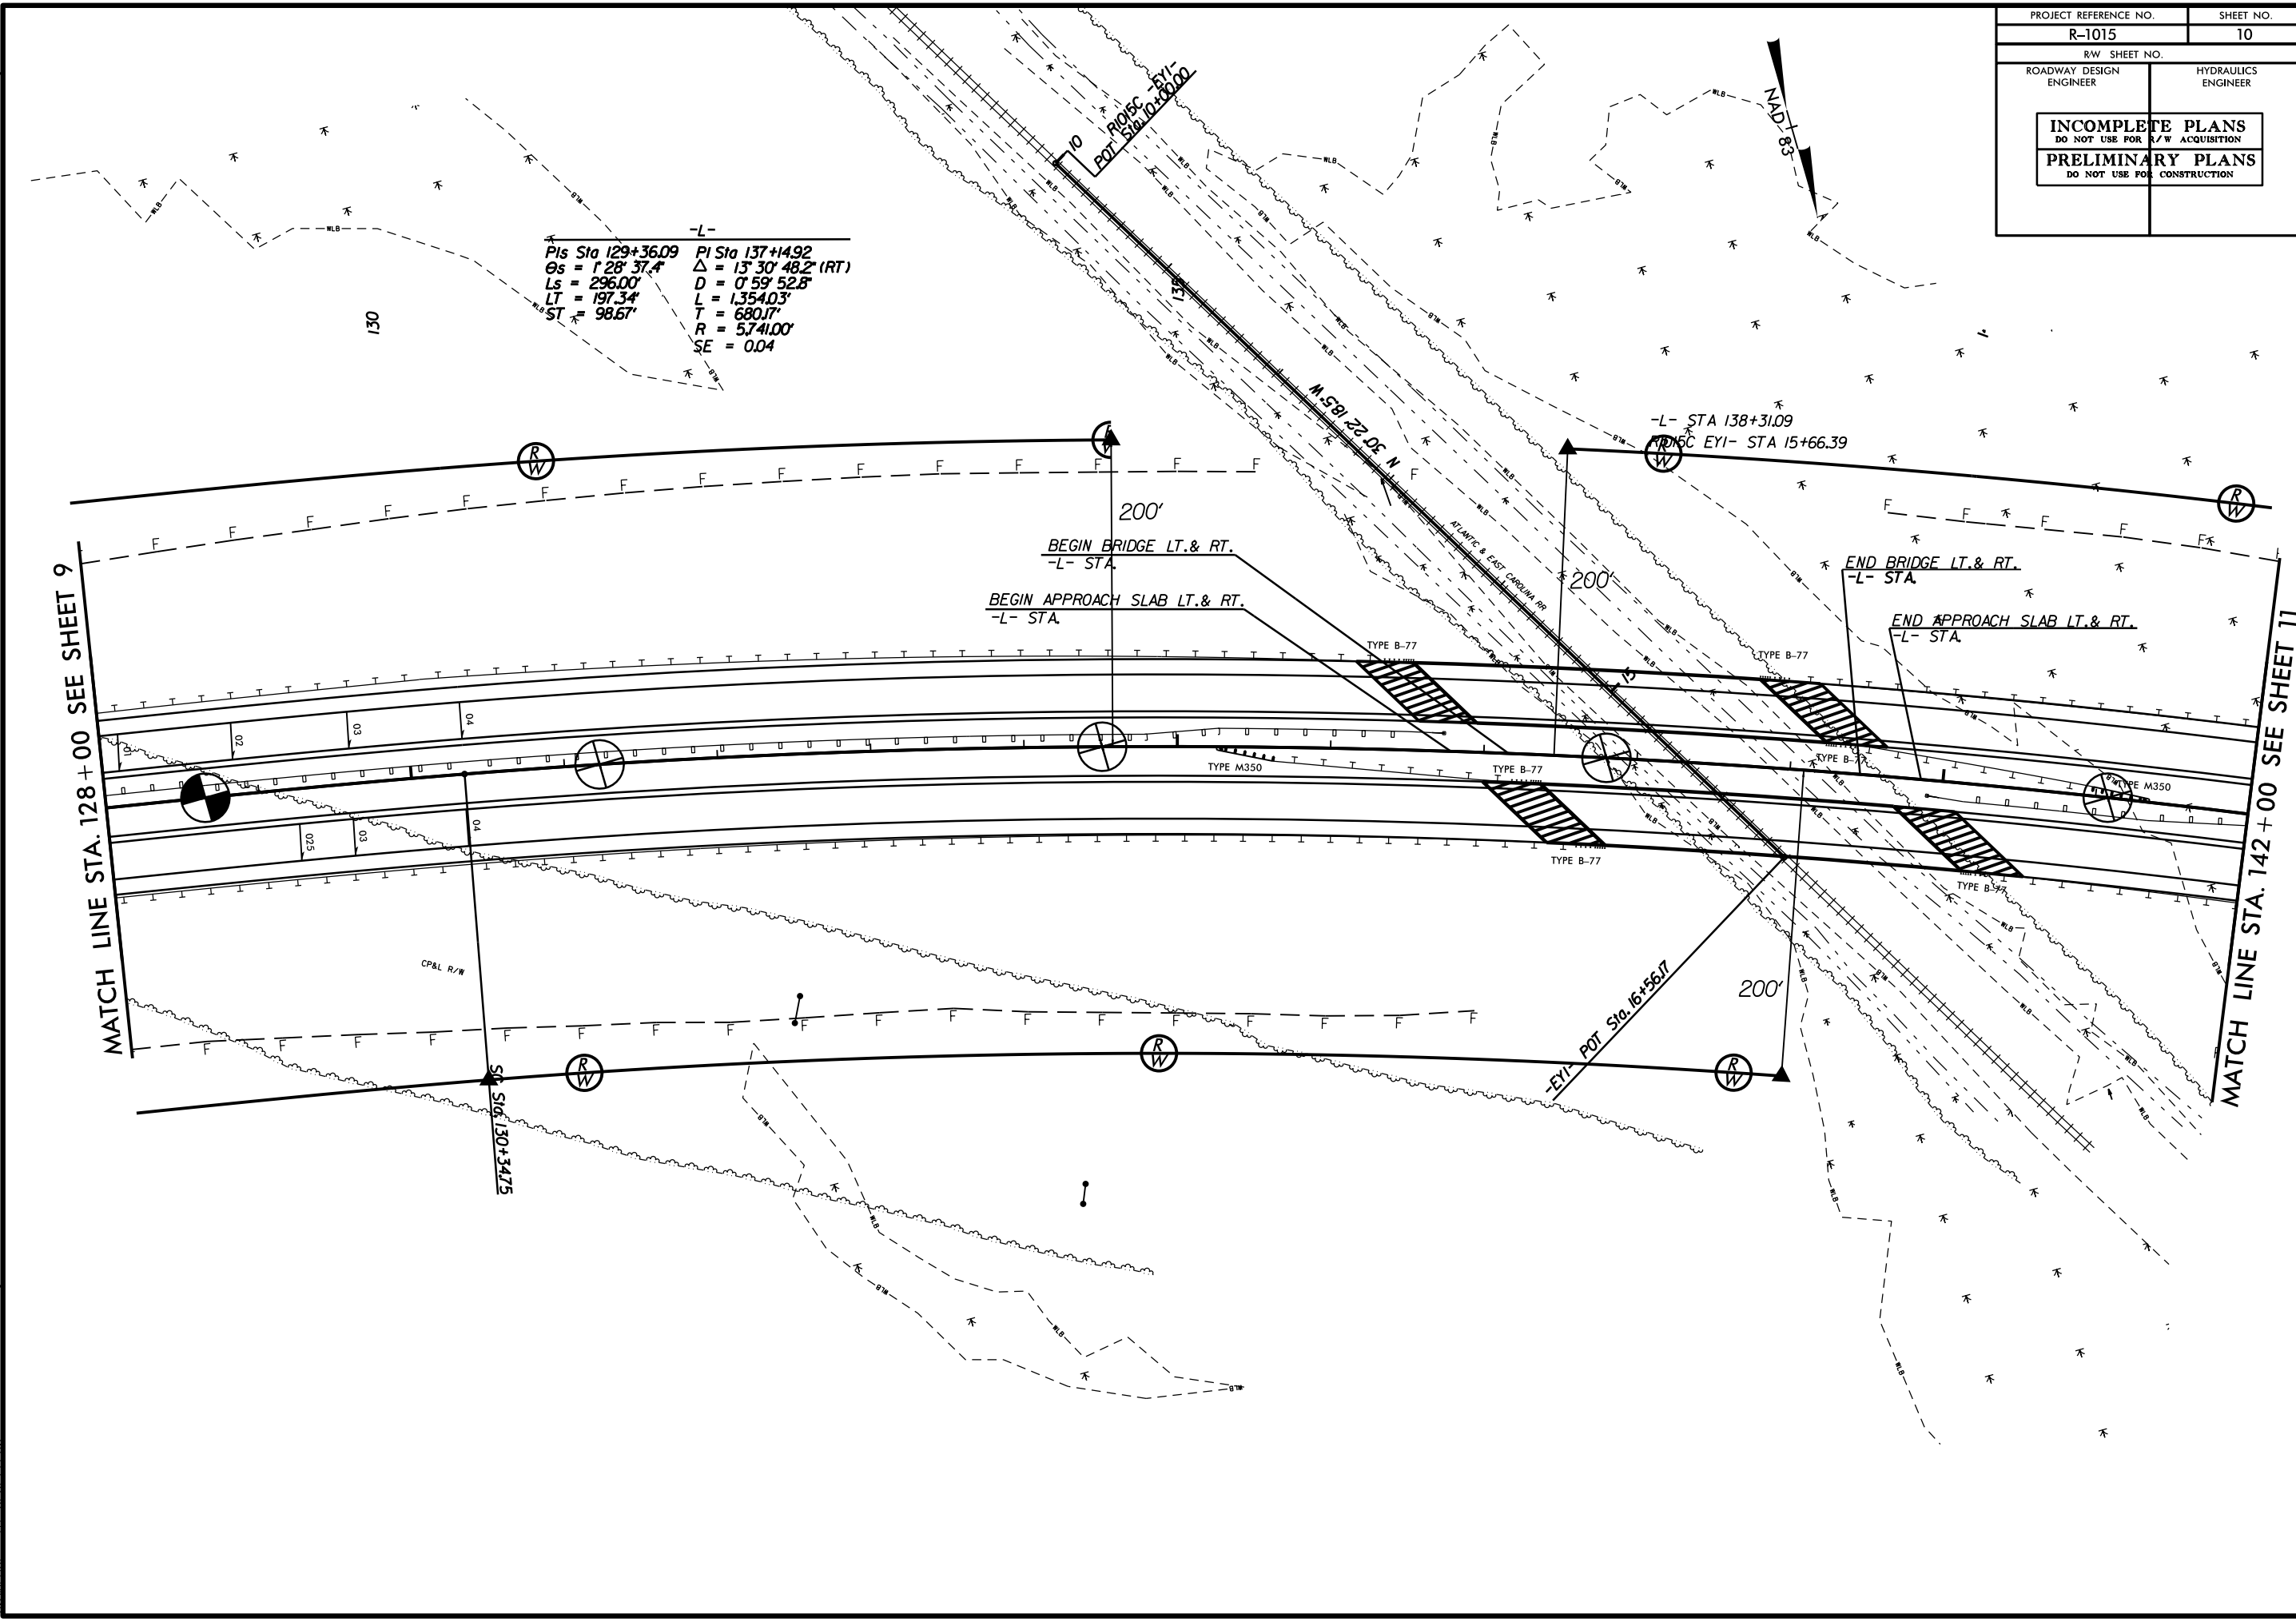 PROJECT REFERENCE NO.
SHEET NO.
R-1015
10
R/W SHEET NO.
ROADWAY DESIGN
ENGINEER
HYDRAULICS
ENGINEER
INCOMPLETE PLANS
DO NOT USE FOR R/W ACQUISITION
PRELIMINARY PLANS
DO NOT USE FOR CONSTRUCTION
NAD 83
R1015C -EY1-
POT Sta. 10+00.00
10
-L-
PIs Sta 129+36.09
Θs = 1° 28' 37.4"
Ls = 296.00'
LT = 197.34'
ST = 98.67'
PI Sta 137+14.92
Δ = 13° 30' 48.2" (RT)
D = 0° 59' 52.8"
L = 1,354.03'
T = 680.17'
R = 5,741.00'
SE = 0.04
130
135
N 30° 22' 18.5" W
-L- STA 138+31.09
R1015C EY1- STA 15+66.39
200'
200'
200'
BEGIN BRIDGE LT.& RT.
-L- STA.
BEGIN APPROACH SLAB LT.& RT.
-L- STA.
END BRIDGE LT.& RT.
-L- STA.
END APPROACH SLAB LT.& RT.
-L- STA.
ATLANTIC & EAST CAROLINA RR
15
TYPE B-77
TYPE B-77
TYPE B-77
TYPE B-77
TYPE B-77
TYPE B-77
TYPE M350
TYPE M350
01
02
03
04
025
03
04
MATCH LINE STA. 128+00 SEE SHEET 9
MATCH LINE STA. 142+00 SEE SHEET 11
CP&L R/W
SC Sta. 130+34.75
-EY1- POT Sta. 16+56.17
R/W
R/W
R/W
R/W
R/W
R/W
WLB
F